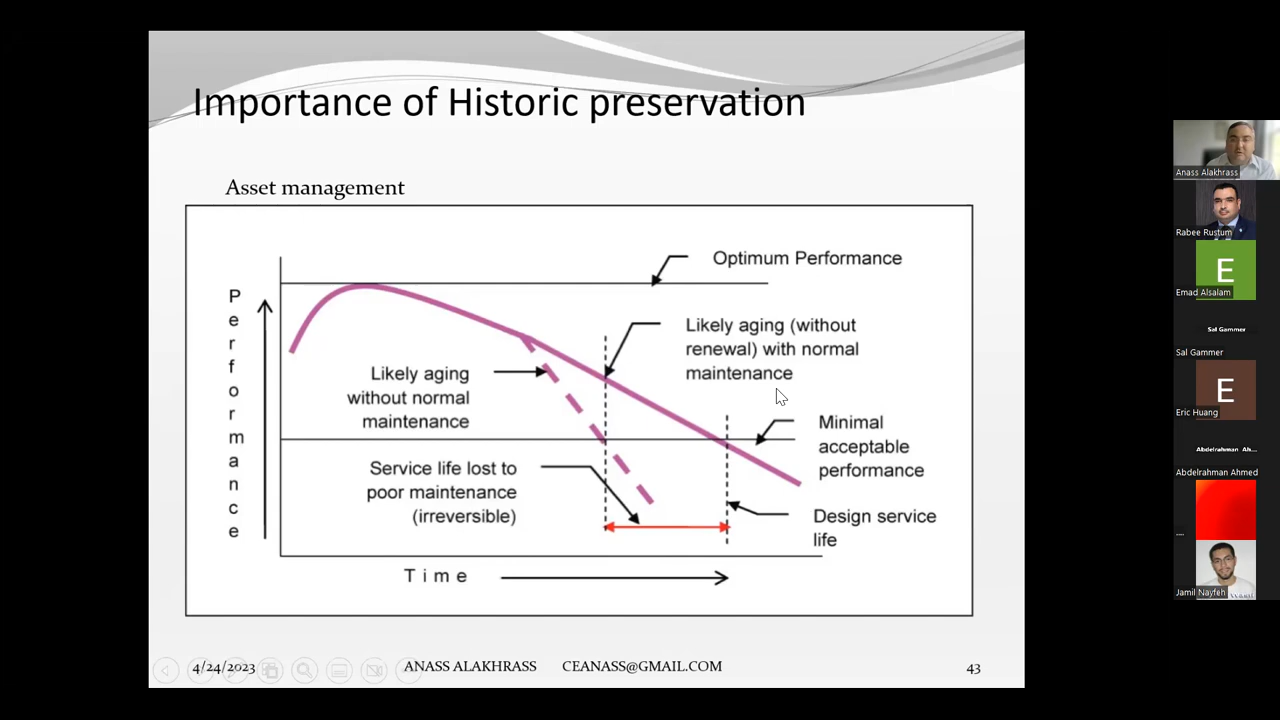 Importance of Historic preservation
Asset management
Performance
Optimum Performance
Likely aging (without
renewal) with normal
maintenance
Likely aging
without normal
maintenance
Minimal
acceptable
performance
Service life lost to
poor maintenance
(irreversible)
Design service
life
Time
4/24/2023
ANASS ALAKHRASS
CEANASS@GMAIL.COM
43
Anass Alakhrass
Rabee Rustum
E
Emad Alsalam
Sal Gammer
Sal Gammer
E
Eric Huang
Abdelrahman Ah...
Abdelrahman Ahmed
....
Jamil Nayfeh